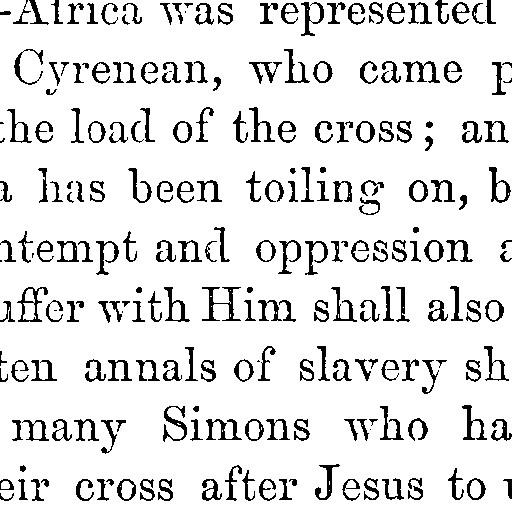 -Africa was represented
Cyrenean, who came
the load of the cross; an
has been toiling on, b
ntempt and oppression a
uffer with Him shall also
ten annals of slavery sh
many Simons who ha
eir cross after Jesus to